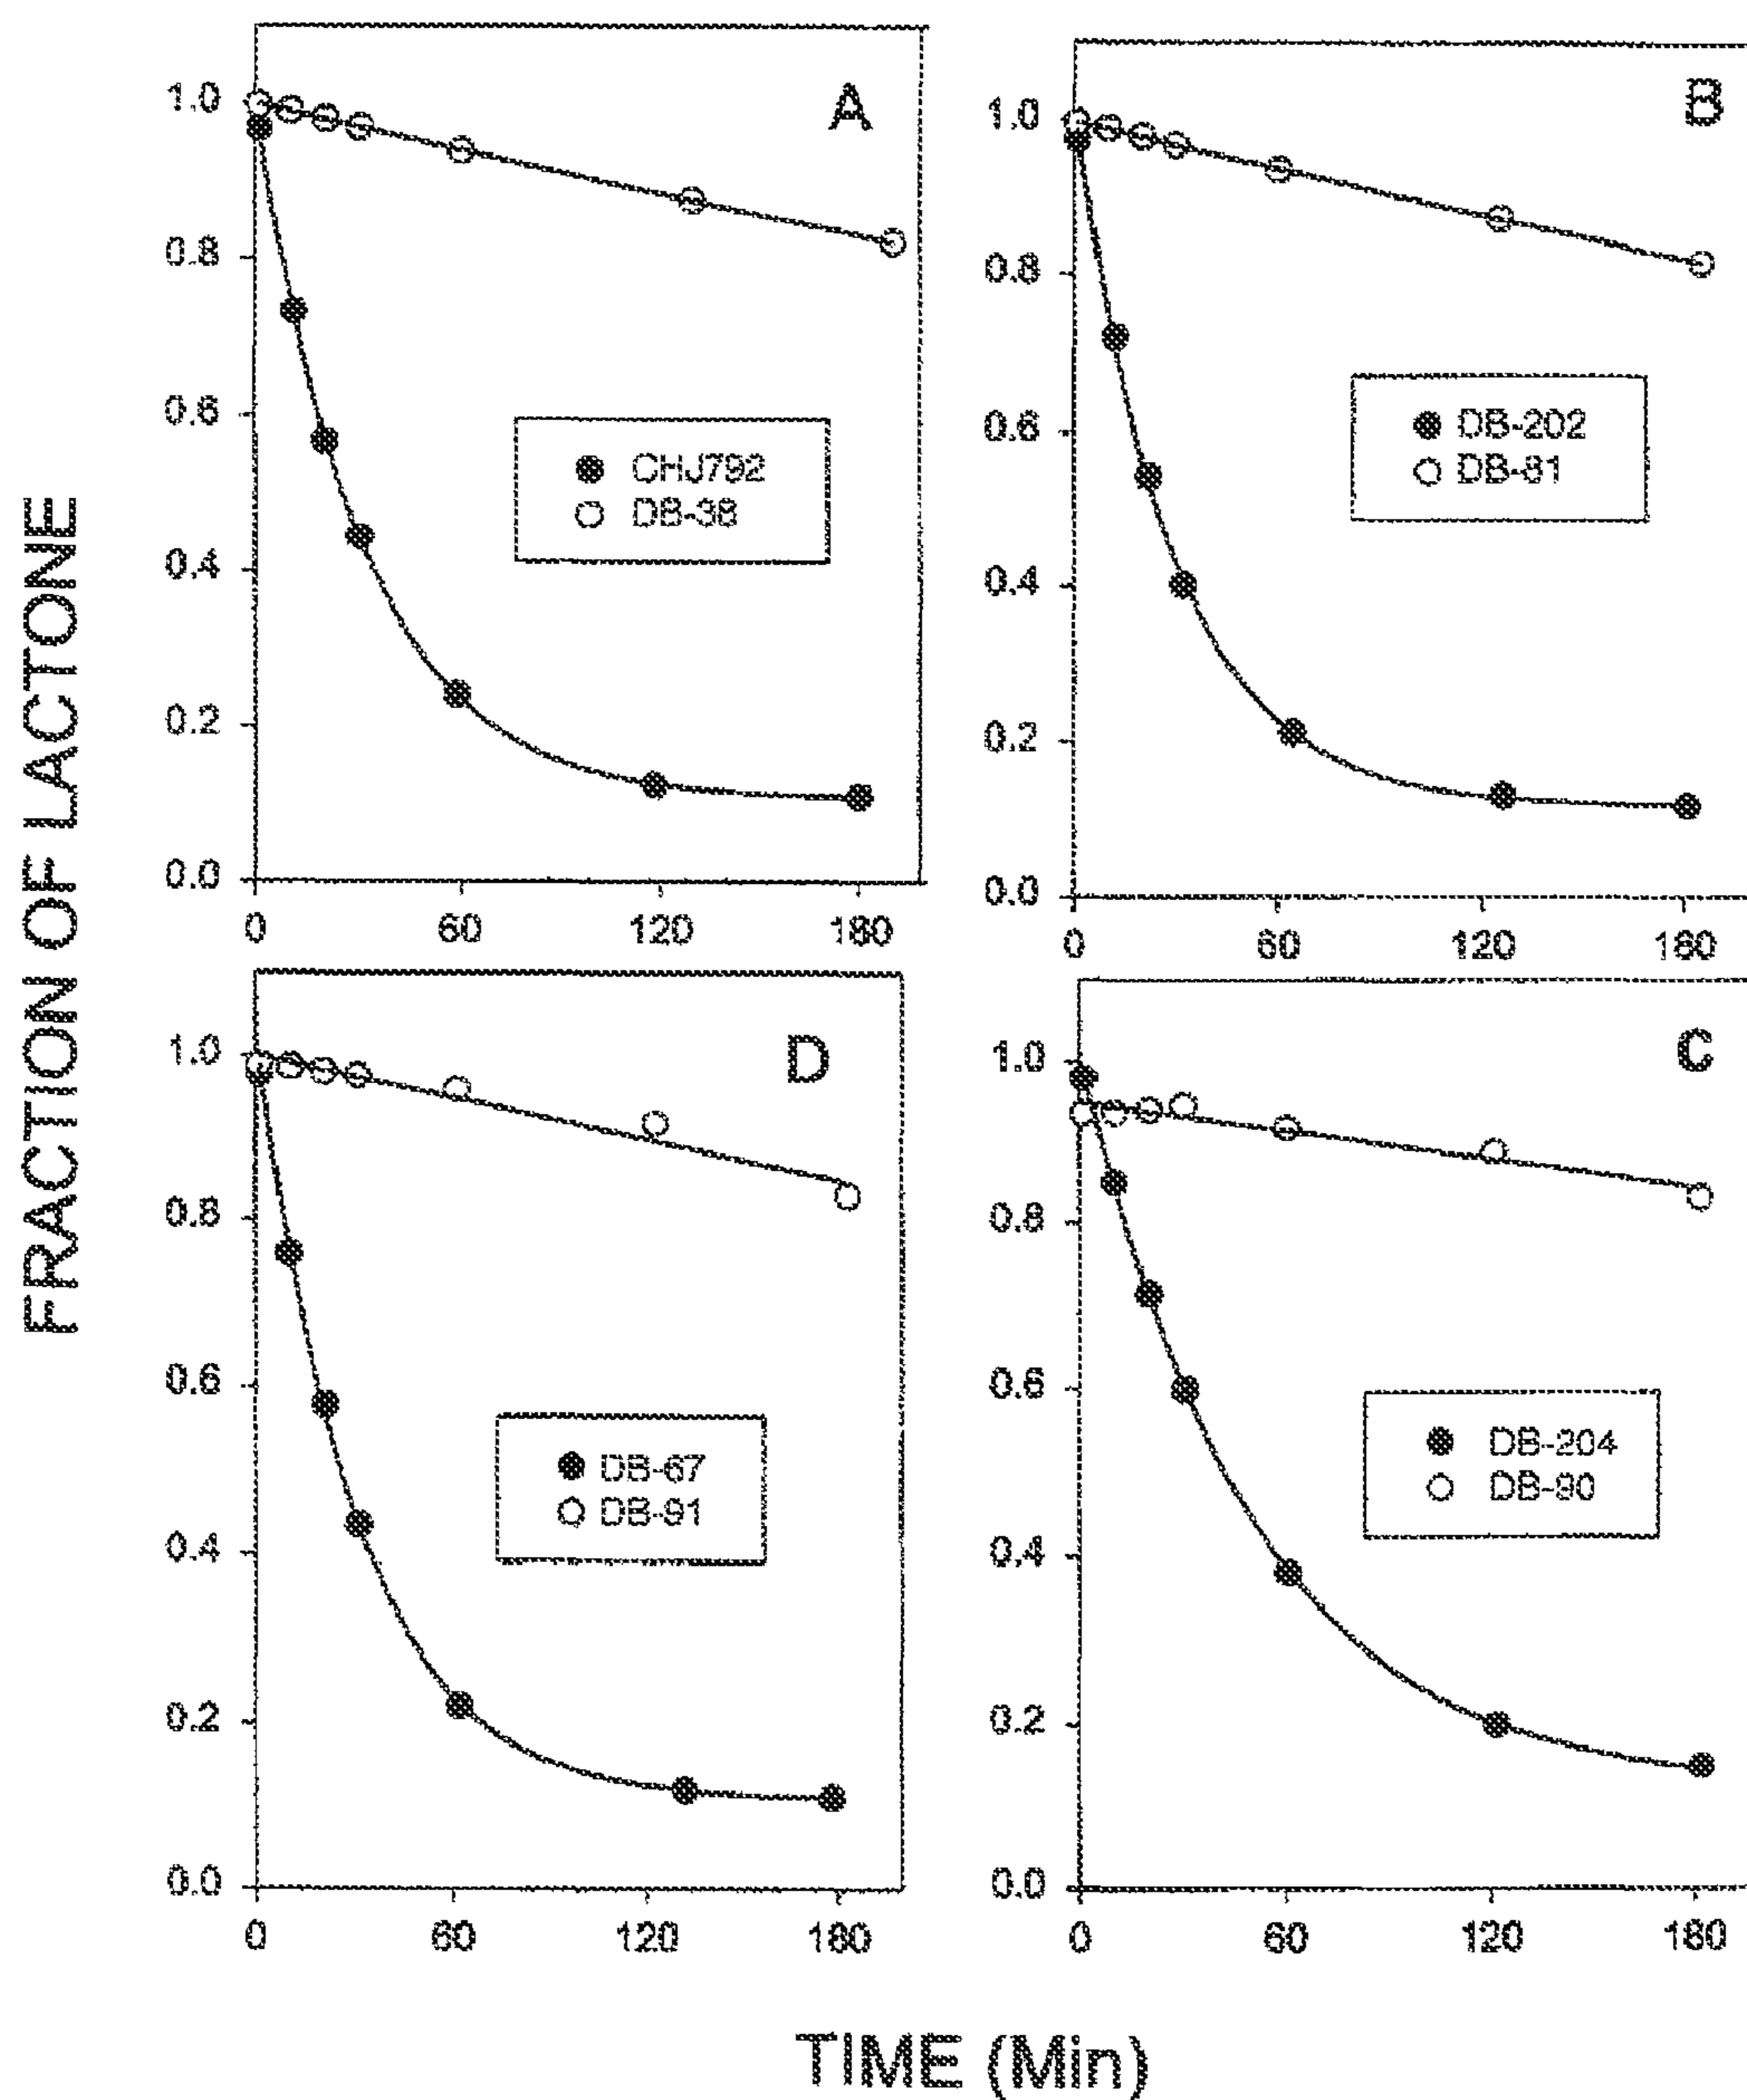 FRACTION OF LACTONE
A
1.0
0.8
0.6
0.4
0.2
0.0
CHJ792
DB-38
0 60 120 180
B
1.0
0.8
0.6
0.4
0.2
0.0
DB-202
DB-81
0 60 120 180
D
1.0
0.8
0.6
0.4
0.2
0.0
DB-67
DB-91
0 60 120 180
C
1.0
0.8
0.6
0.4
0.2
0.0
DB-204
DB-90
0 60 120 180
TIME (Min)